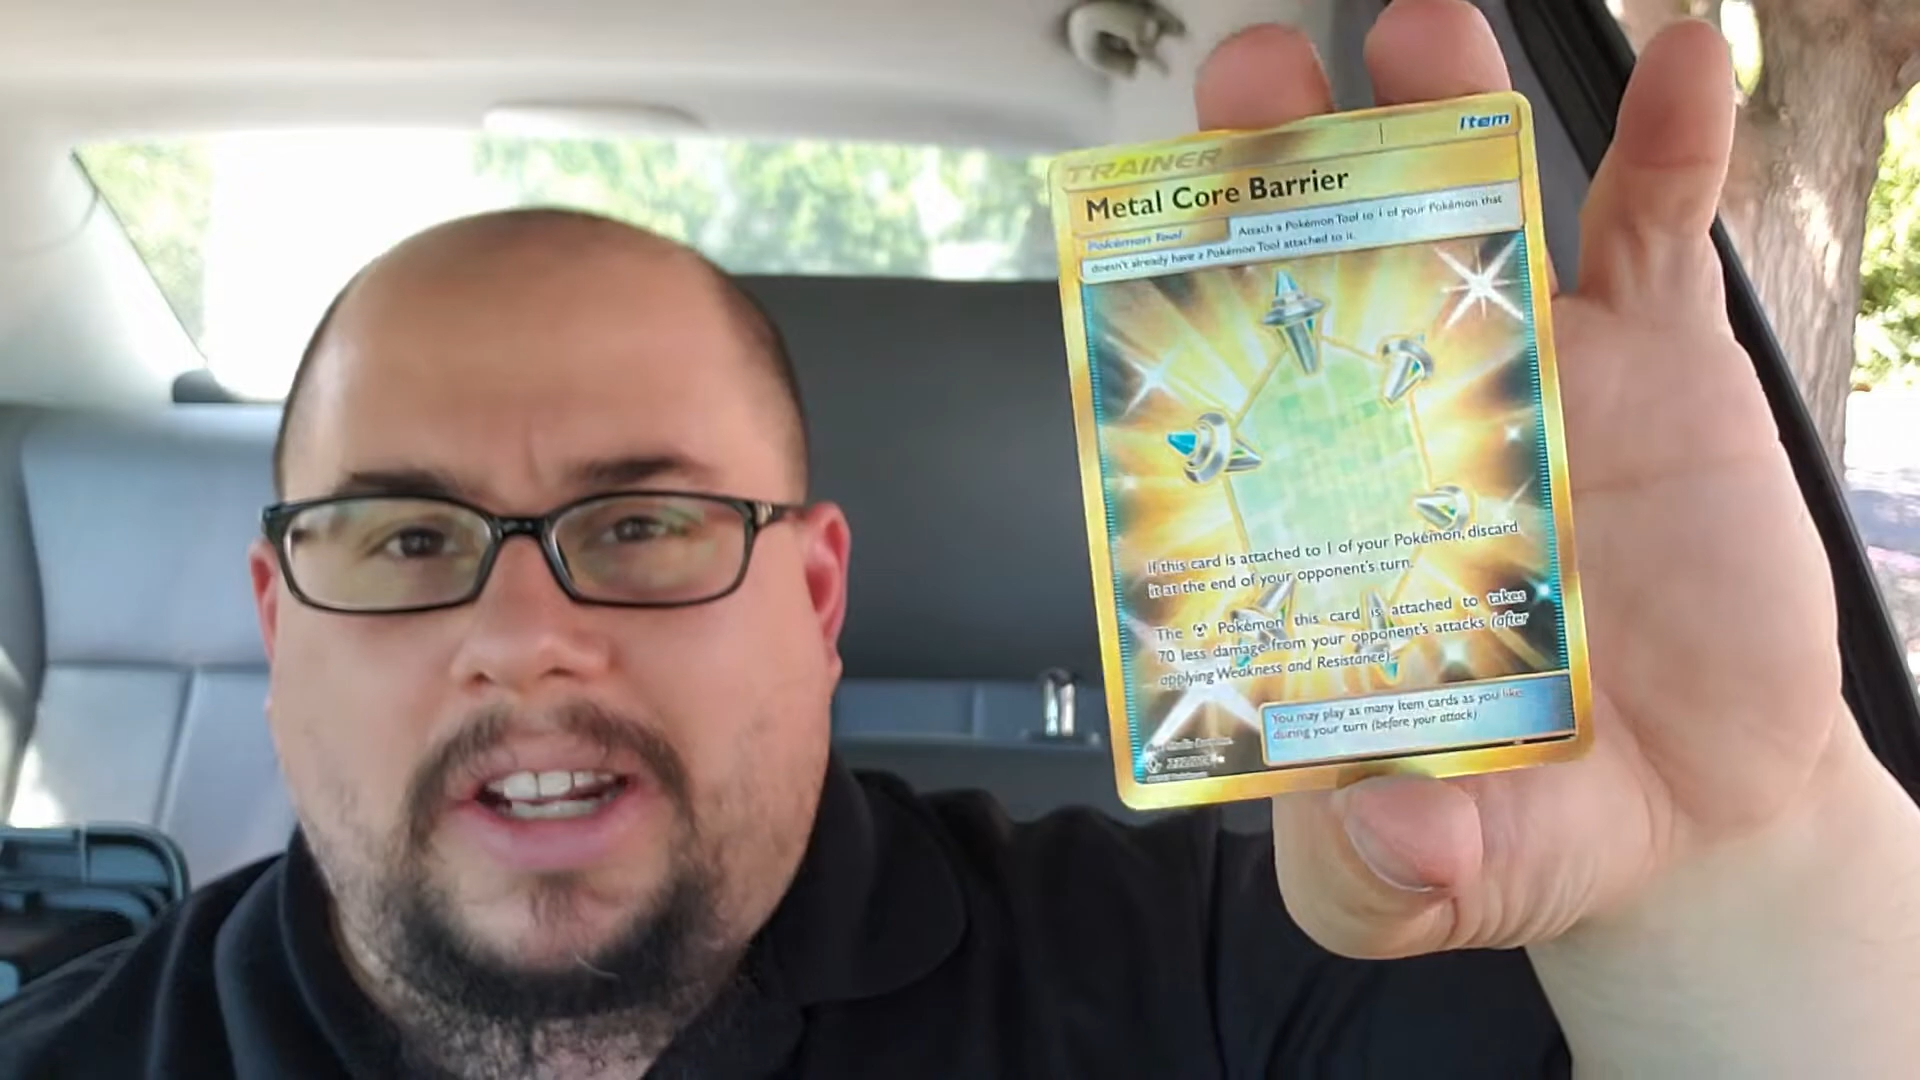 Item
TRAINER
Metal Core Barrier
Pokémon Tool
Attach a Pokémon Tool to 1 of your Pokémon that
doesn't already have a Pokémon Tool attached to it.
If this card is attached to 1 of your Pokémon, discard
it at the end of your opponent's turn.
The Pokémon this card is attached to takes
70 less damage from your opponent's attacks (after
applying Weakness and Resistance).
You may play as many Item cards as you like
during your turn (before your attack)